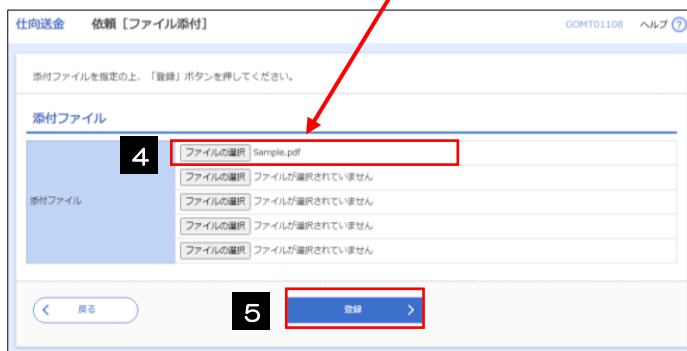 仕向送金 依頼［ファイル添付］ GOMT01108 ヘルプ ?
添付ファイルを指定の上、「登録」ボタンを押してください。
添付ファイル
4
ファイルの選択 Sample.pdf
ファイルの選択 ファイルが選択されていません
添付ファイル ファイルの選択 ファイルが選択されていません
ファイルの選択 ファイルが選択されていません
ファイルの選択 ファイルが選択されていません
戻る 5 登録